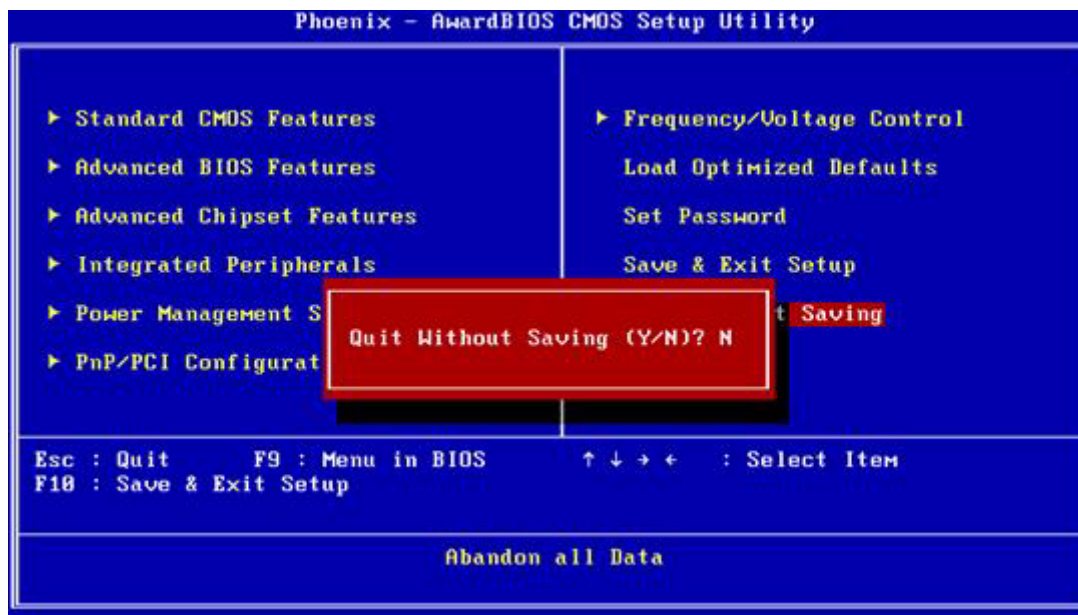 Phoenix - AwardBIOS CMOS Setup Utility
▶ Standard CMOS Features
▶ Advanced BIOS Features
▶ Advanced Chipset Features
▶ Integrated Peripherals
▶ Power Management S
▶ PnP/PCI Configurat
▶ Frequency/Voltage Control
Load Optimized Defaults
Set Password
Save & Exit Setup
t Saving
Quit Without Saving (Y/N)? N
Esc : Quit F9 : Menu in BIOS ↑ ↓ → ← : Select Item
F10 : Save & Exit Setup
Abandon all Data